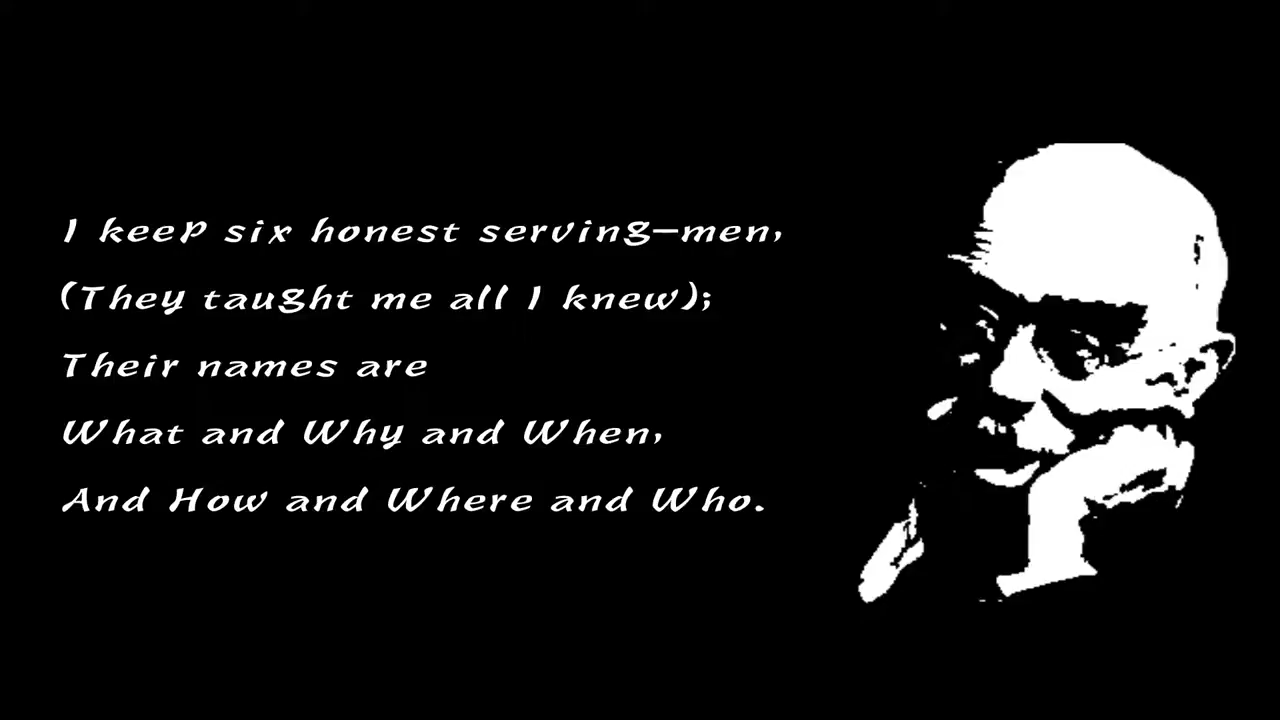 I keep six honest serving-men,
(They taught me all I knew);
Their names are
What and Why and When,
And How and Where and Who.